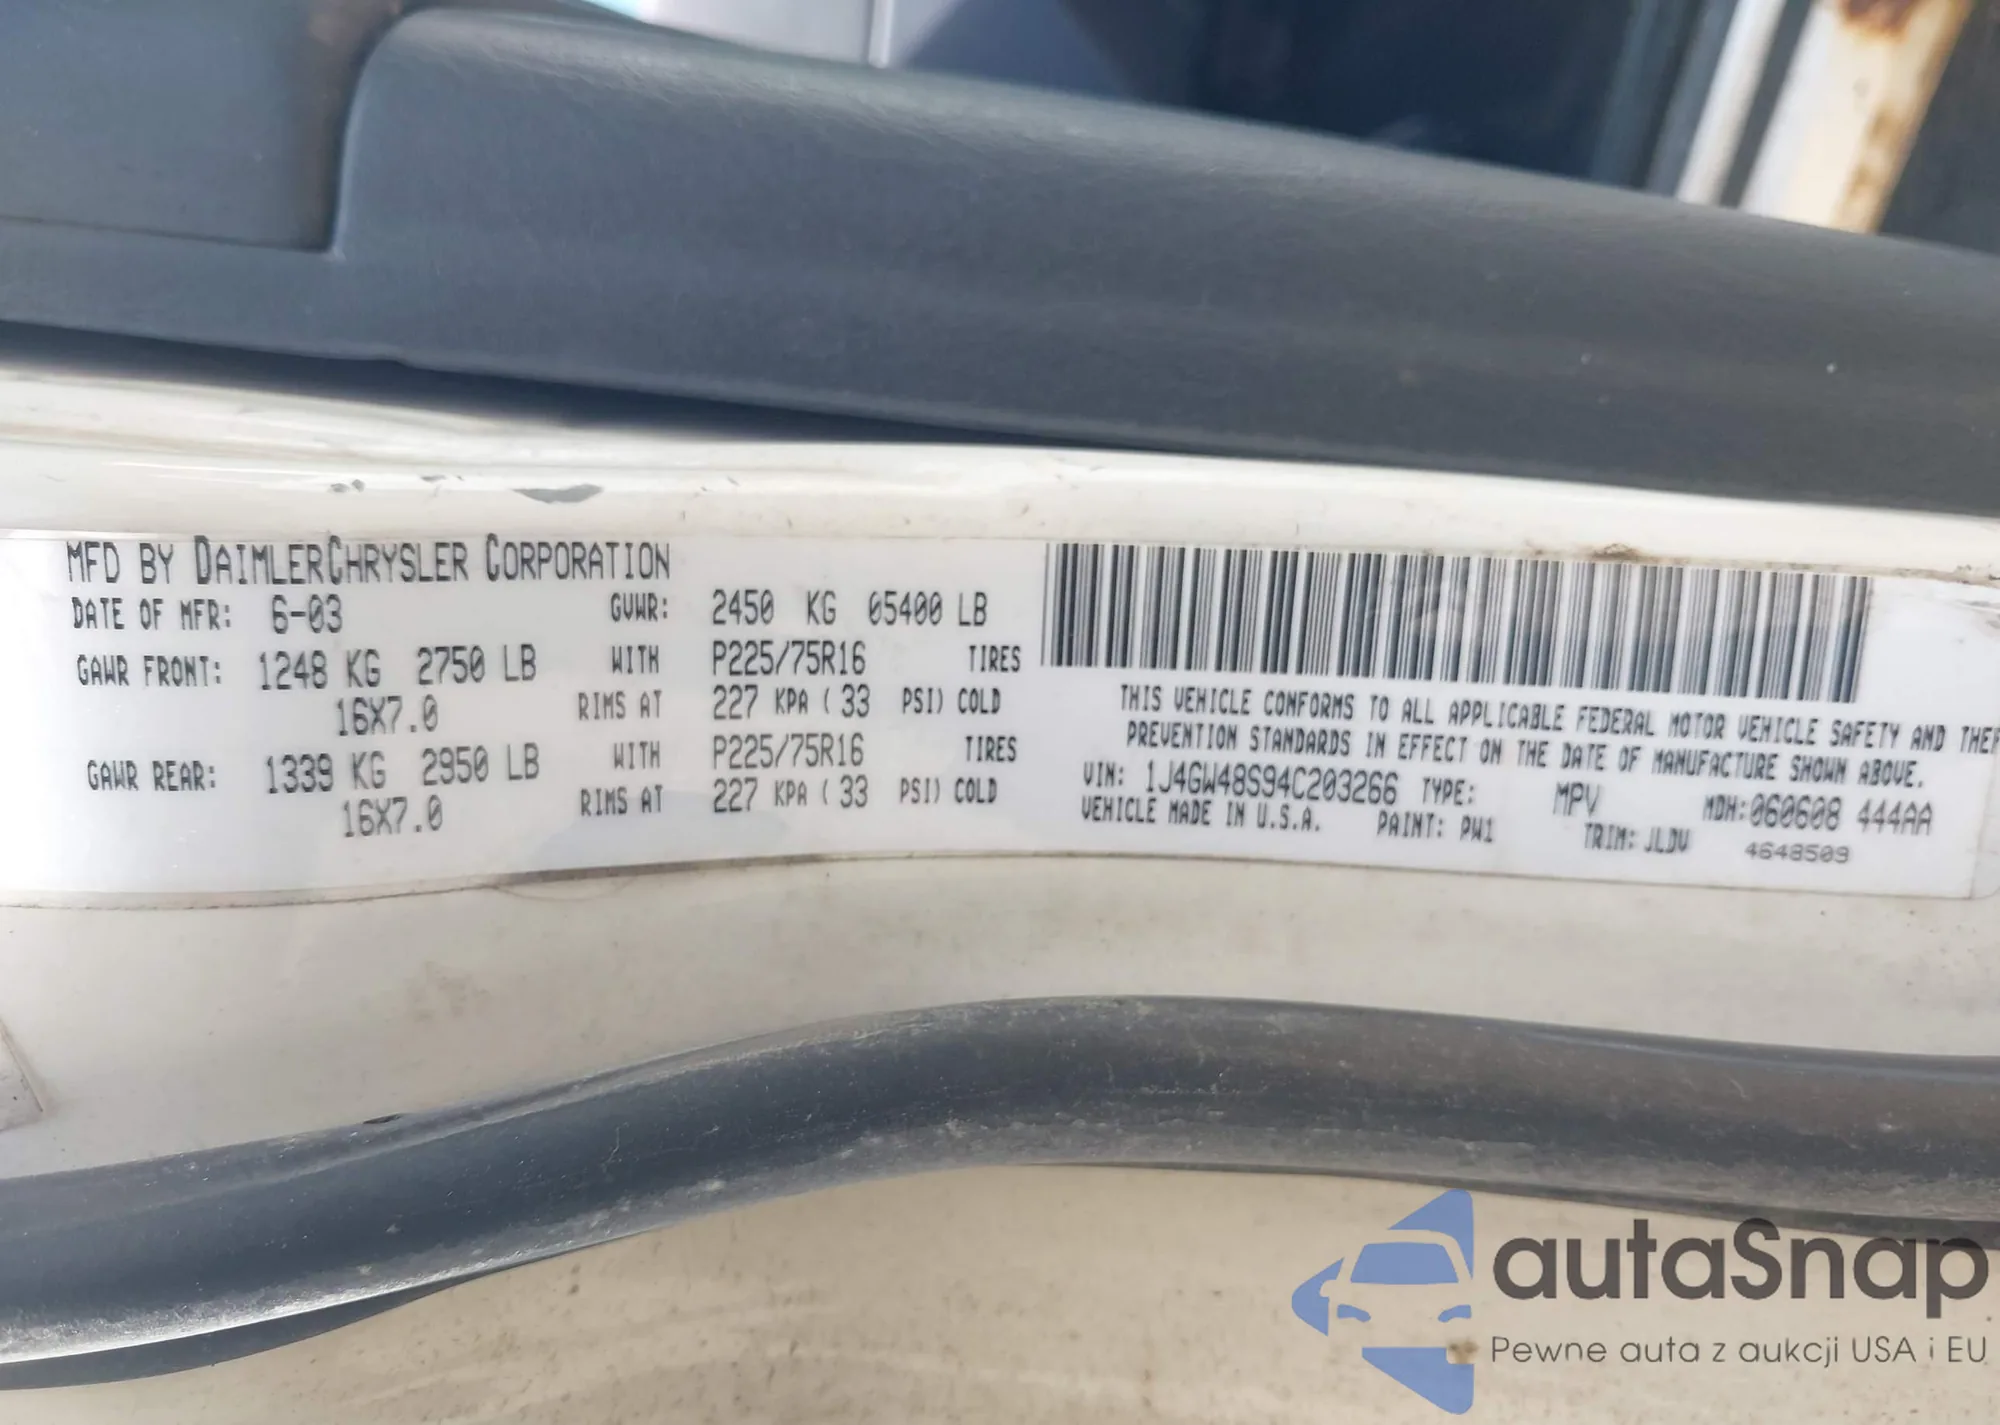 MFD BY DAIMLERCHRYSLER CORPORATION
DATE OF MFR: 6-03 GVWR: 2450 KG 05400 LB
GAWR FRONT: 1248 KG 2750 LB WITH P225/75R16 TIRES
16X7.0 RIMS AT 227 KPA ( 33 PSI) COLD
GAWR REAR: 1339 KG 2950 LB WITH P225/75R16 TIRES
16X7.0 RIMS AT 227 KPA ( 33 PSI) COLD
THIS VEHICLE CONFORMS TO ALL APPLICABLE FEDERAL MOTOR VEHICLE SAFETY AND THEF
PREVENTION STANDARDS IN EFFECT ON THE DATE OF MANUFACTURE SHOWN ABOVE.
VIN: 1J4GW48S94C203266 TYPE: MPV MDH:060608 444AA
VEHICLE MADE IN U.S.A. PAINT: PW1 TRIM: JLDV 4648509
autaSnap
Pewne auta z aukcji USA i EU